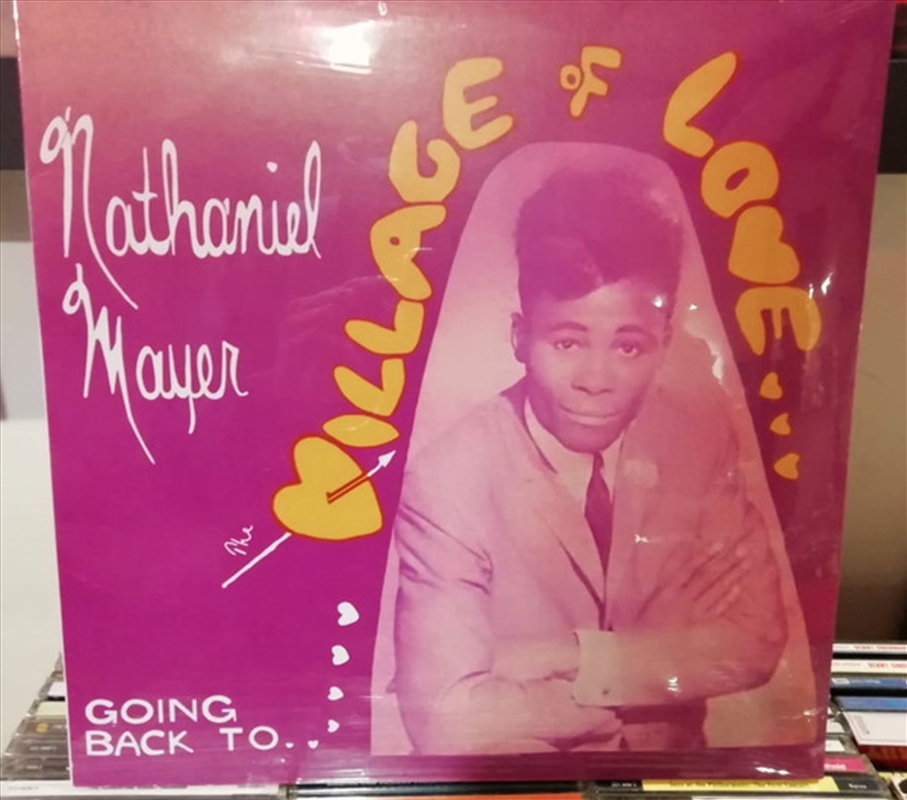 Nathaniel
Mayer
GOING
BACK TO.....
The
VILLAGE OF LOVE...